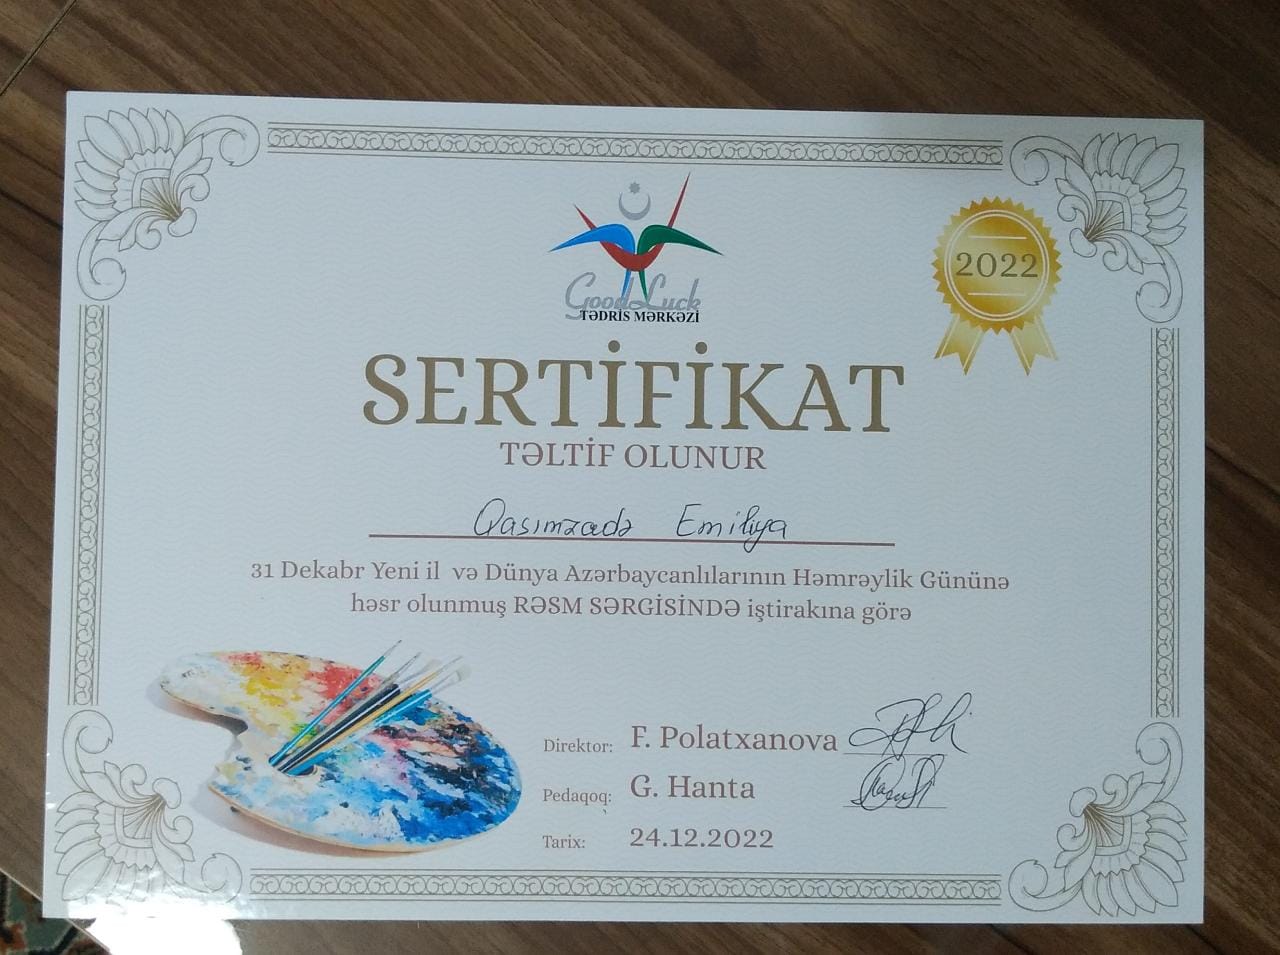 Good Luck
TƏDRİS MƏRKƏZİ
2022
SERTİFİKAT
TƏLTİF OLUNUR
Qasımzadə Emiliya
31 Dekabr Yeni il və Dünya Azərbaycanlılarının Həmrəylik Gününə
həsr olunmuş RƏSM SƏRGİSİNDƏ iştirakına görə
Direktor: F. Polatxanova
Pedaqoq: G. Hanta
Tarix: 24.12.2022